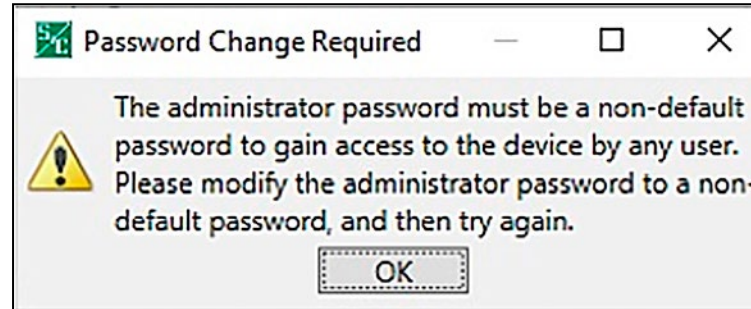 S/C Password Change Required
The administrator password must be a non-default
password to gain access to the device by any user.
Please modify the administrator password to a non-
default password, and then try again.
OK